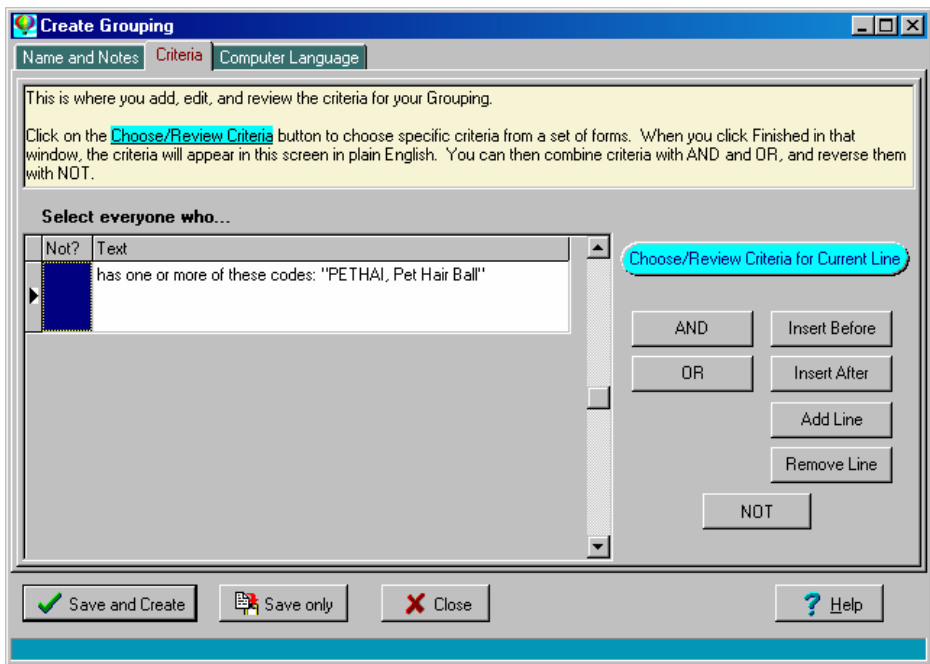 Create Grouping
Name and Notes Criteria Computer Language
This is where you add, edit, and review the criteria for your Grouping.
Click on the Choose/Review Criteria button to choose specific criteria from a set of forms. When you click Finished in that
window, the criteria will appear in this screen in plain English. You can then combine criteria with AND and OR, and reverse them
with NOT.
Select everyone who...
Not? Text
has one or more of these codes: "PETHAI, Pet Hair Ball"
Choose/Review Criteria for Current Line
AND Insert Before
OR Insert After
Add Line
Remove Line
NOT
Save and Create Save only Close Help